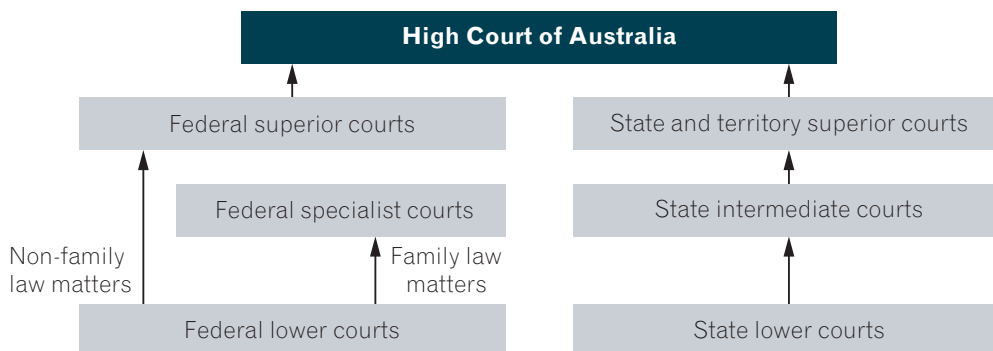 High Court of Australia
Federal superior courts
State and territory superior courts
Federal specialist courts
State intermediate courts
Non-family
law matters
Family law
matters
Federal lower courts
State lower courts